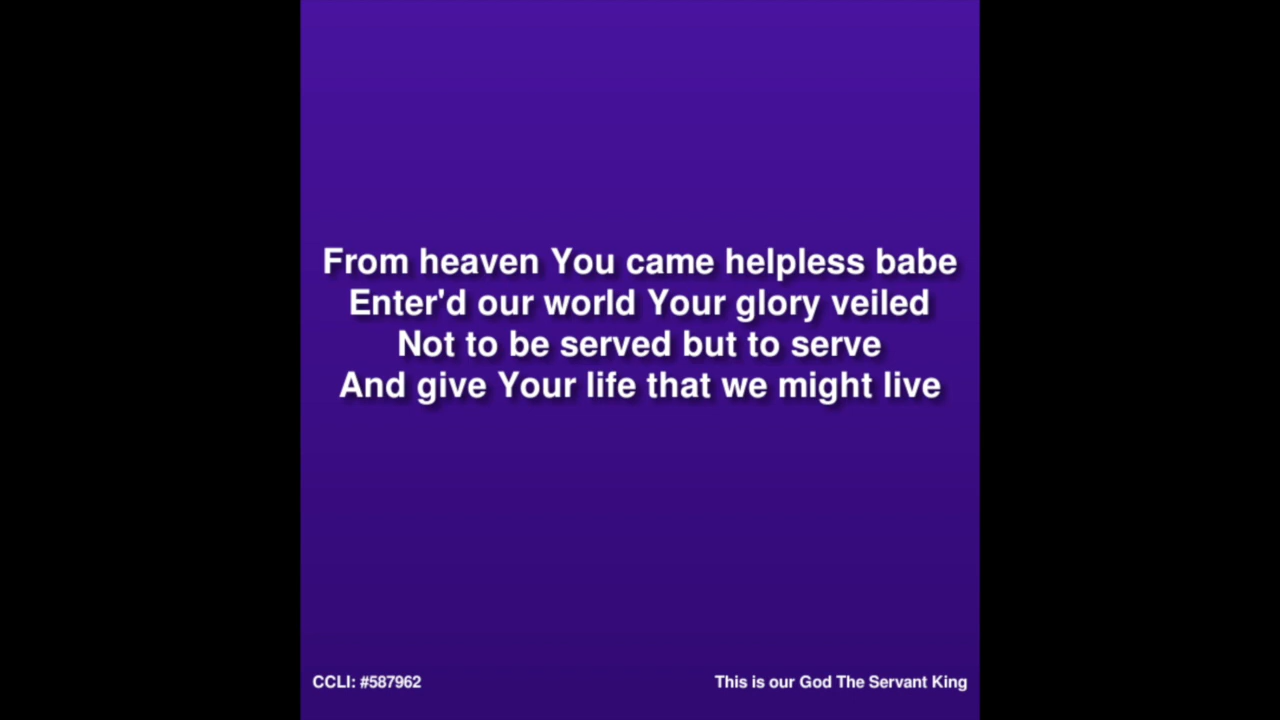 From heaven You came helpless babe
Enter'd our world Your glory veiled
Not to be served but to serve
And give Your life that we might live
CCLI: #587962
This is our God The Servant King